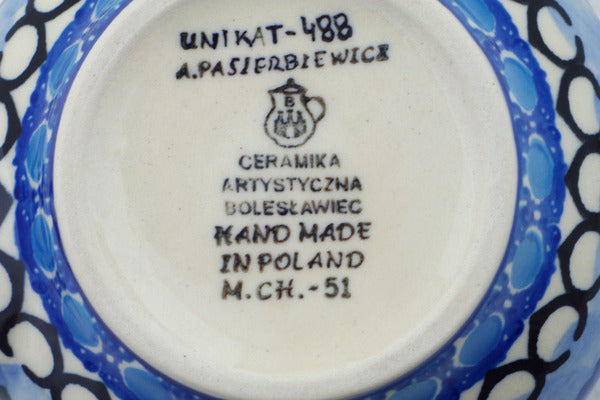 UNIKAT-488
A.PASIERBIEWICZ
B
CERAMIKA
ARTYSTYCZNA
BOLESŁAWIEC
HAND MADE
IN POLAND
M.CH.-51